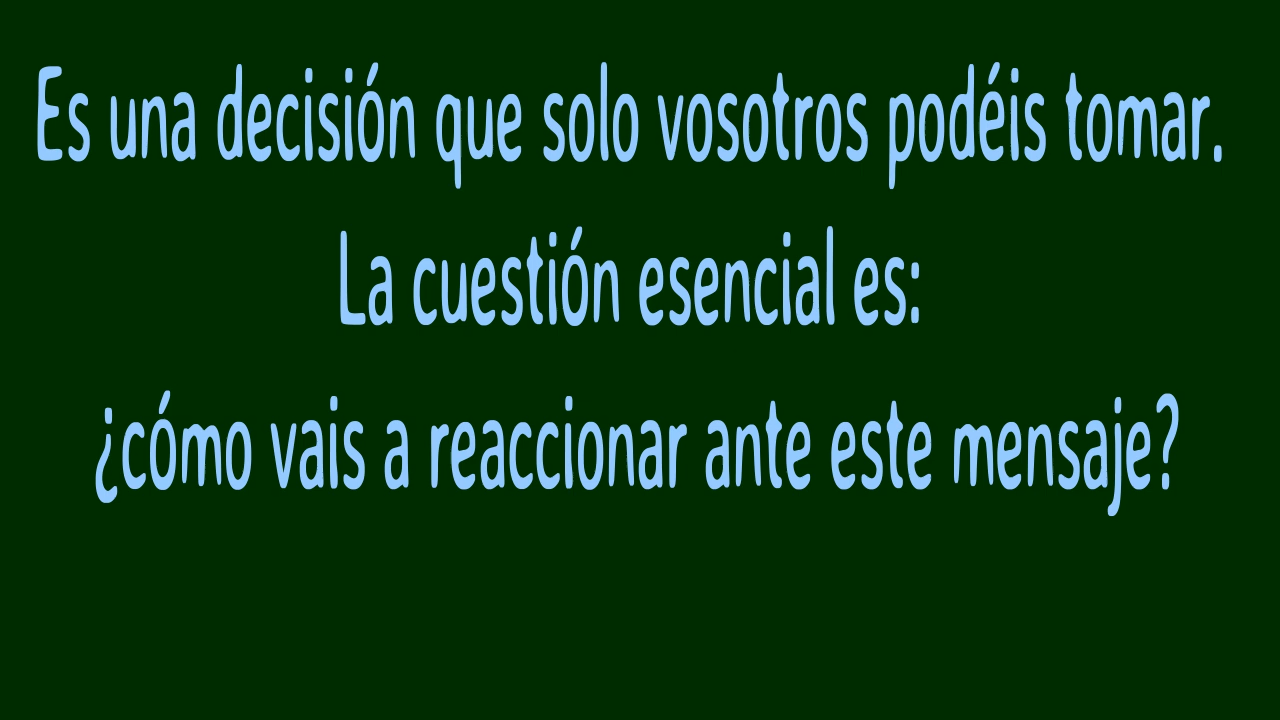 Es una decisión que solo vosotros podéis tomar.
La cuestión esencial es:
¿cómo vais a reaccionar ante este mensaje?